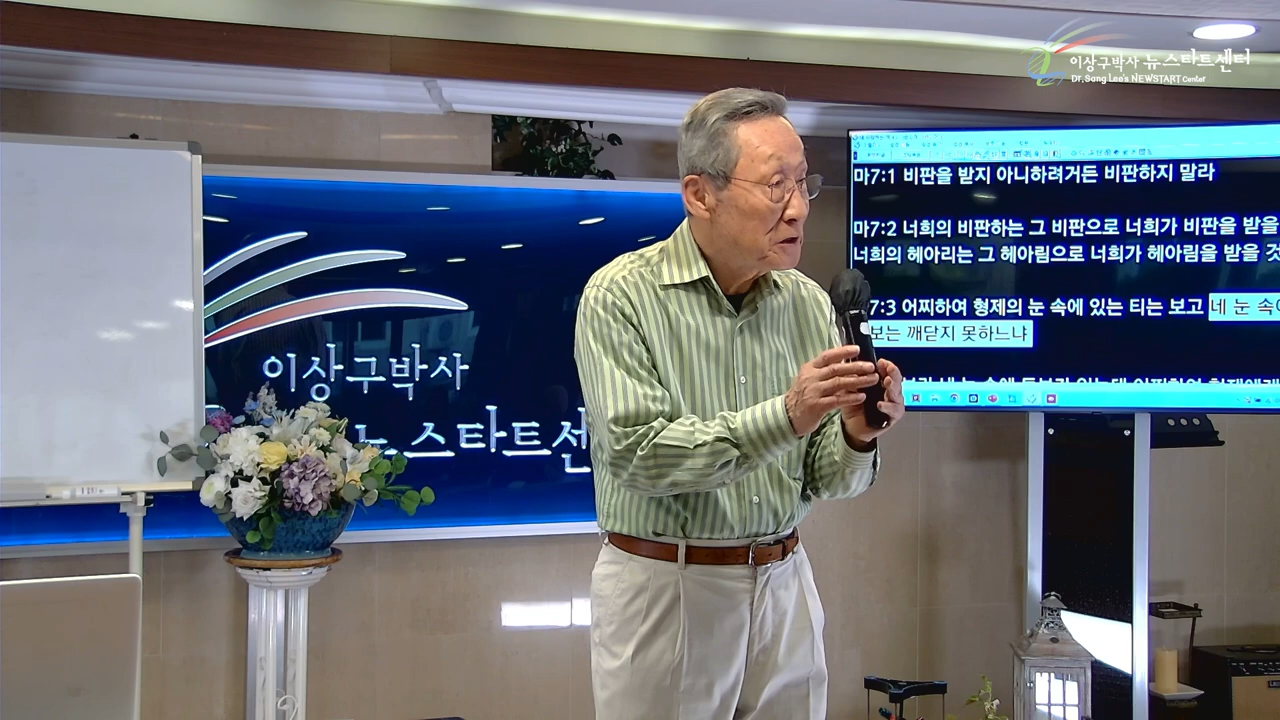 이상구박사 뉴스타트센터
Dr. Sang Lee's NEWSTART Center
마7:1 비판을 받지 아니하려거든 비판하지 말라
마7:2 너희의 비판하는 그 비판으로 너희가 비판을 받을
너희의 헤아리는 그 헤아림으로 너희가 헤아림을 받을 것
7:3 어찌하여 형제의 눈 속에 있는 티는 보고 네 눈 속에
보는 깨닫지 못하느냐
이상구박사
뉴스타트센